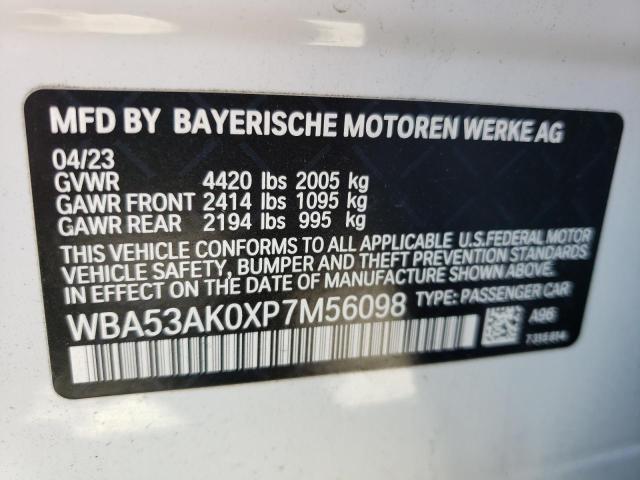 MFD BY BAYERISCHE MOTOREN WERKE AG
04/23
GVWR 4420 lbs 2005 kg
GAWR FRONT 2414 lbs 1095 kg
GAWR REAR 2194 lbs 995 kg
THIS VEHICLE CONFORMS TO ALL APPLICABLE U.S.FEDERAL MOTOR
VEHICLE SAFETY, BUMPER AND THEFT PREVENTION STANDARDS
IN EFFECT ON THE DATE OF MANUFACTURE SHOWN ABOVE.
WBA53AK0XP7M56098 TYPE: PASSENGER CAR
A96